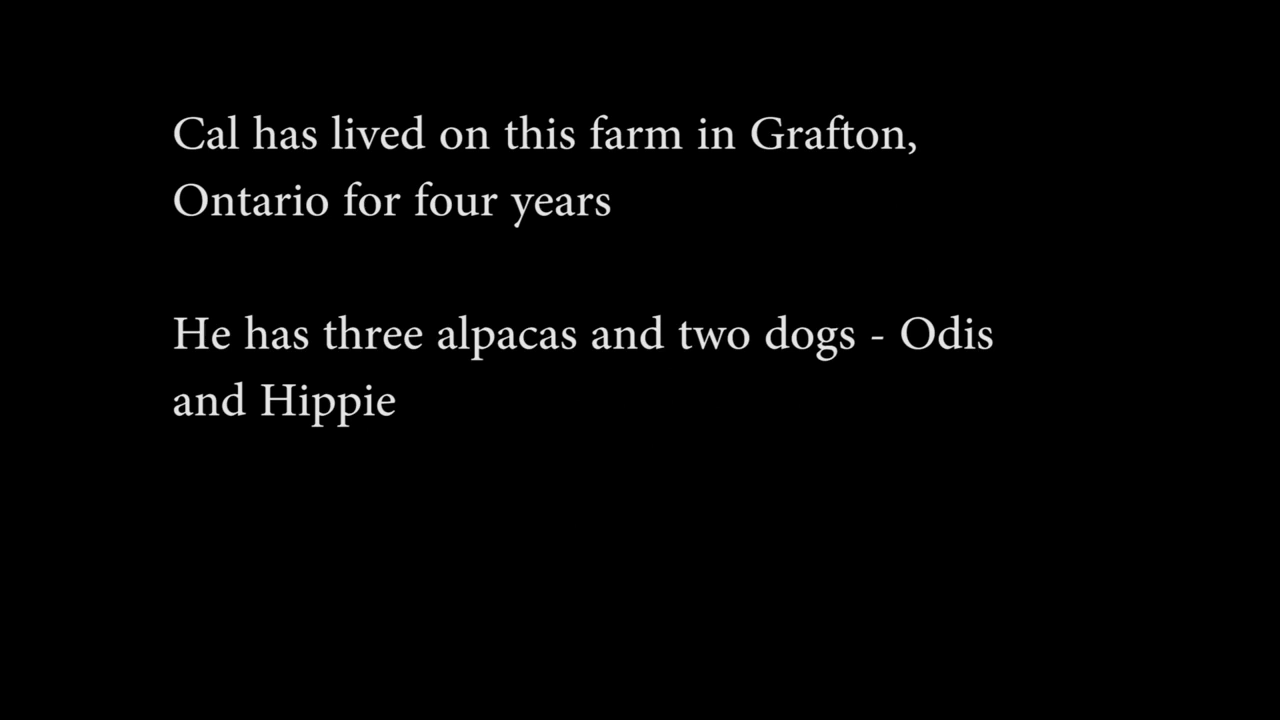 Cal has lived on this farm in Grafton,
Ontario for four years
He has three alpacas and two dogs - Odis
and Hippie